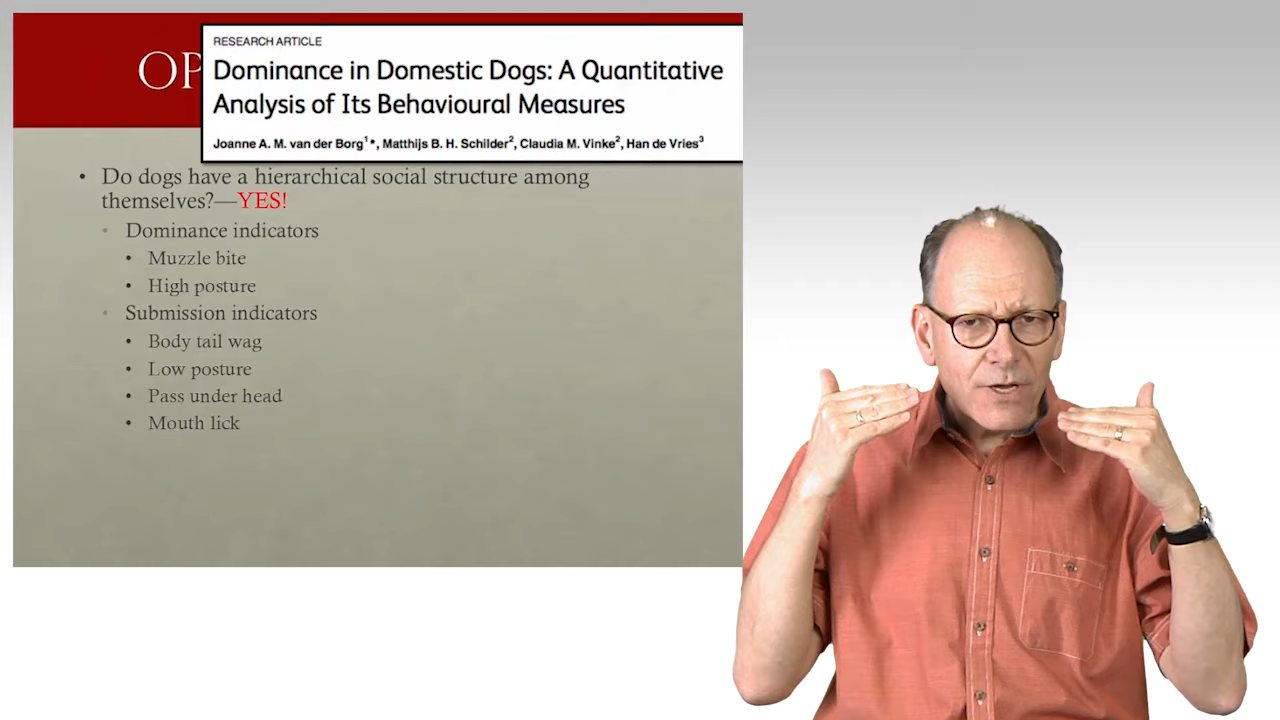 OP
RESEARCH ARTICLE
Dominance in Domestic Dogs: A Quantitative
Analysis of Its Behavioural Measures
Joanne A. M. van der Borg¹*, Matthijs B. H. Schilder², Claudia M. Vinke², Han de Vries³
• Do dogs have a hierarchical social structure among
themselves?—YES!
◦ Dominance indicators
• Muzzle bite
• High posture
◦ Submission indicators
• Body tail wag
• Low posture
• Pass under head
• Mouth lick